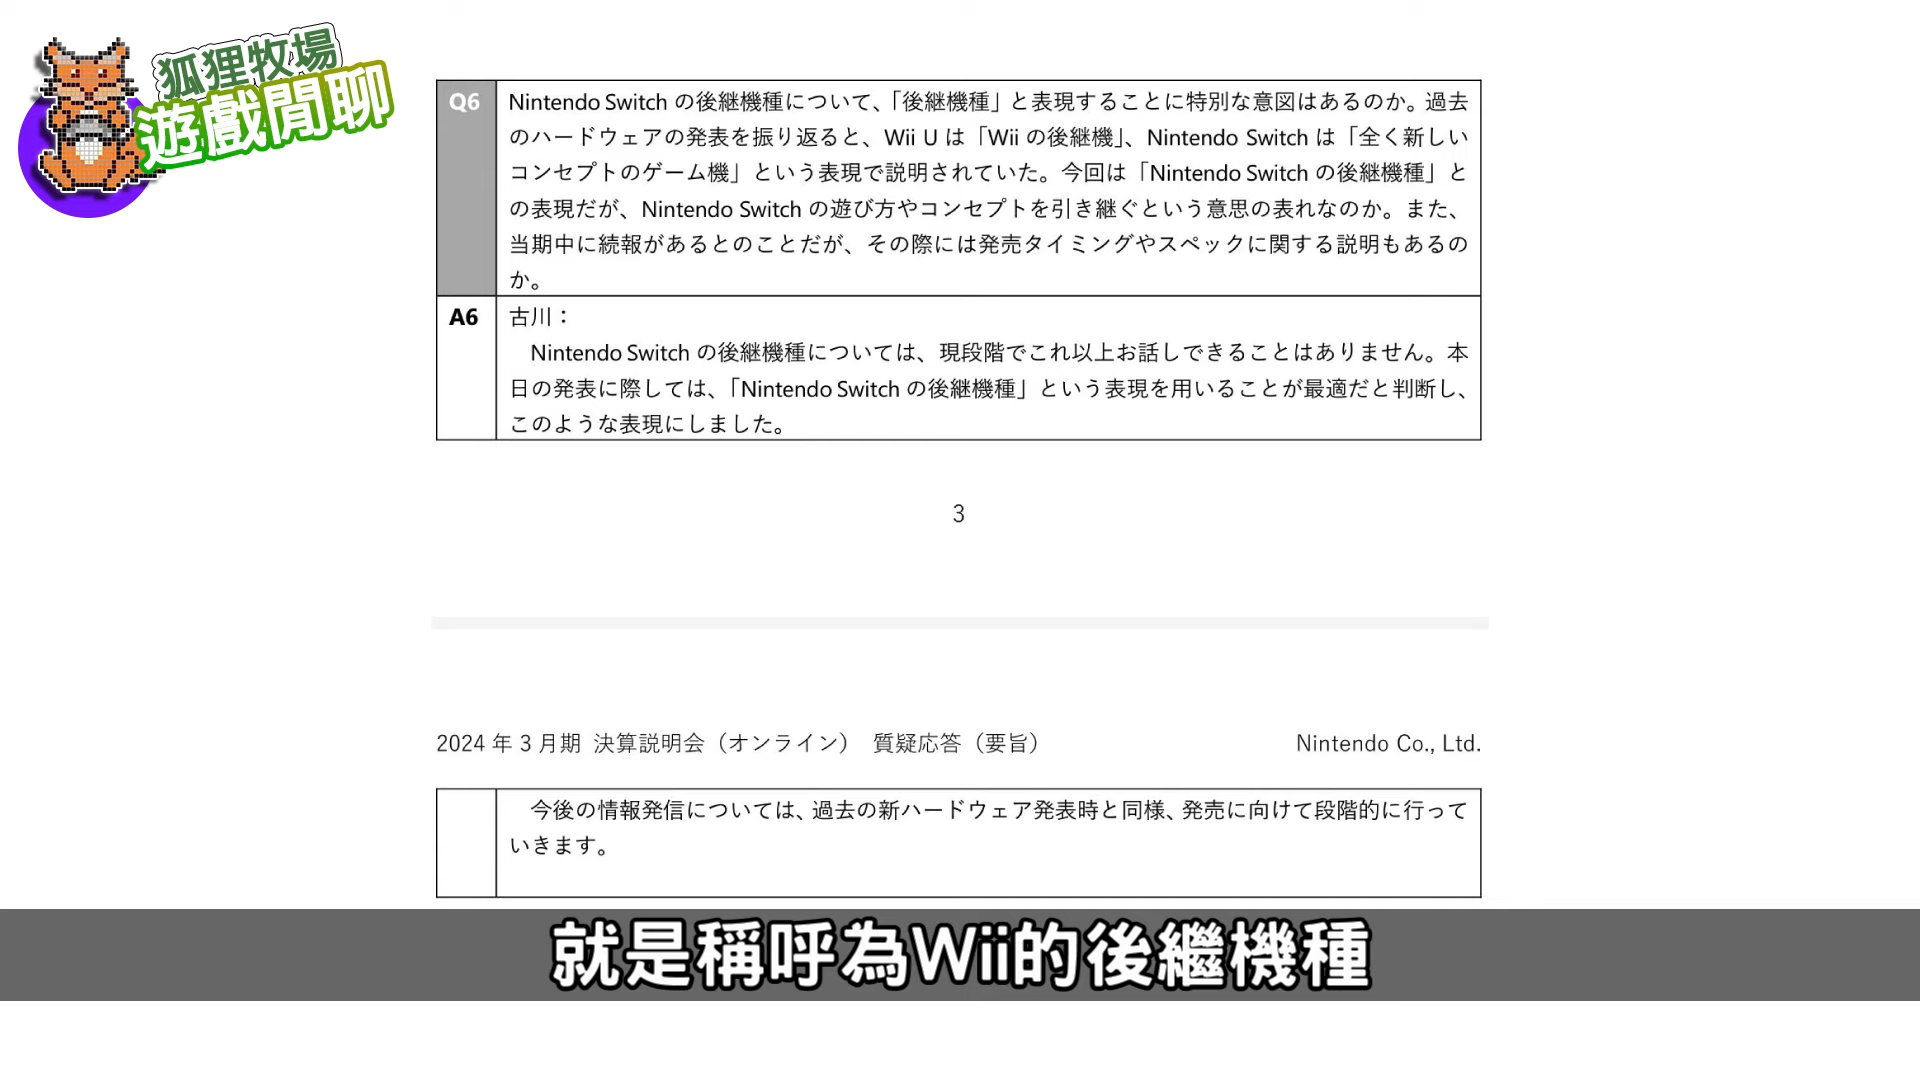 狐狸牧場
遊戲閒聊
Q6
Nintendo Switch の後継機種について、「後継機種」と表現することに特別な意図はあるのか。過去
のハードウェアの発表を振り返ると、Wii U は「Wii の後継機」、Nintendo Switch は「全く新しい
コンセプトのゲーム機」という表現で説明されていた。今回は「Nintendo Switch の後継機種」と
の表現だが、Nintendo Switch の遊び方やコンセプトを引き継ぐという意思の表れなのか。また、
当期中に続報があるとのことだが、その際には発売タイミングやスペックに関する説明もあるの
か。
A6
古川：
Nintendo Switch の後継機種については、現段階でこれ以上お話しできることはありません。本
日の発表に際しては、「Nintendo Switch の後継機種」という表現を用いることが最適だと判断し、
このような表現にしました。
3
2024 年 3 月期 決算説明会（オンライン） 質疑応答（要旨）
Nintendo Co., Ltd.
今後の情報発信については、過去の新ハードウェア発表時と同様、発売に向けて段階的に行って
いきます。
就是稱呼為Wii的後繼機種